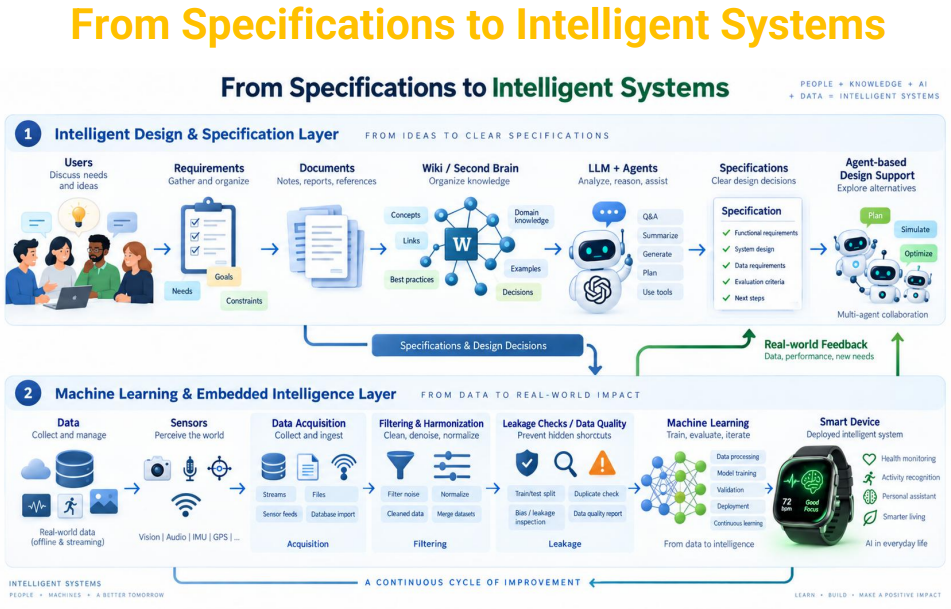 From Specifications to Intelligent Systems
From Specifications to Intelligent Systems
PEOPLE + KNOWLEDGE + AI
+ DATA = INTELLIGENT SYSTEMS
1 Intelligent Design & Specification Layer FROM IDEAS TO CLEAR SPECIFICATIONS
Users
Discuss needs
and ideas
Requirements
Gather and organize
Needs
Goals
Constraints
Documents
Notes, reports, references
Wiki / Second Brain
Organize knowledge
Concepts
Links
Best practices
W
Domain
knowledge
Examples
Decisions
LLM + Agents
Analyze, reason, assist
Q&A
Summarize
Generate
Plan
Use tools
Specifications
Clear design decisions
Specification
Functional requirements
System design
Data requirements
Evaluation criteria
Next steps
Agent-based
Design Support
Explore alternatives
Plan
Simulate
Optimize
Multi-agent collaboration
Specifications & Design Decisions
Real-world Feedback
Data, performance, new needs
2 Machine Learning & Embedded Intelligence Layer FROM DATA TO REAL-WORLD IMPACT
Data
Collect and manage
Real-world data
(offline & streaming)
Sensors
Perceive the world
Vision | Audio | IMU | GPS | ...
Data Acquisition
Collect and ingest
Streams
Files
Sensor feeds
Database import
Acquisition
Filtering & Harmonization
Clean, denoise, normalize
Filter noise
Normalize
Cleaned data
Merge datasets
Filtering
Leakage Checks / Data Quality
Prevent hidden shortcuts
Train/test split
Duplicate check
Bias / leakage
inspection
Data quality report
Leakage
Machine Learning
Train, evaluate, iterate
Data processing
Model training
Validation
Deployment
Continuous learning
From data to intelligence
Smart Device
Deployed intelligent system
72
bpm
Good
Focus
Health monitoring
Activity recognition
Personal assistant
Smarter living
AI in everyday life
A CONTINUOUS CYCLE OF IMPROVEMENT
INTELLIGENT SYSTEMS
PEOPLE • MACHINES • A BETTER TOMORROW
LEARN • BUILD • MAKE A POSITIVE IMPACT